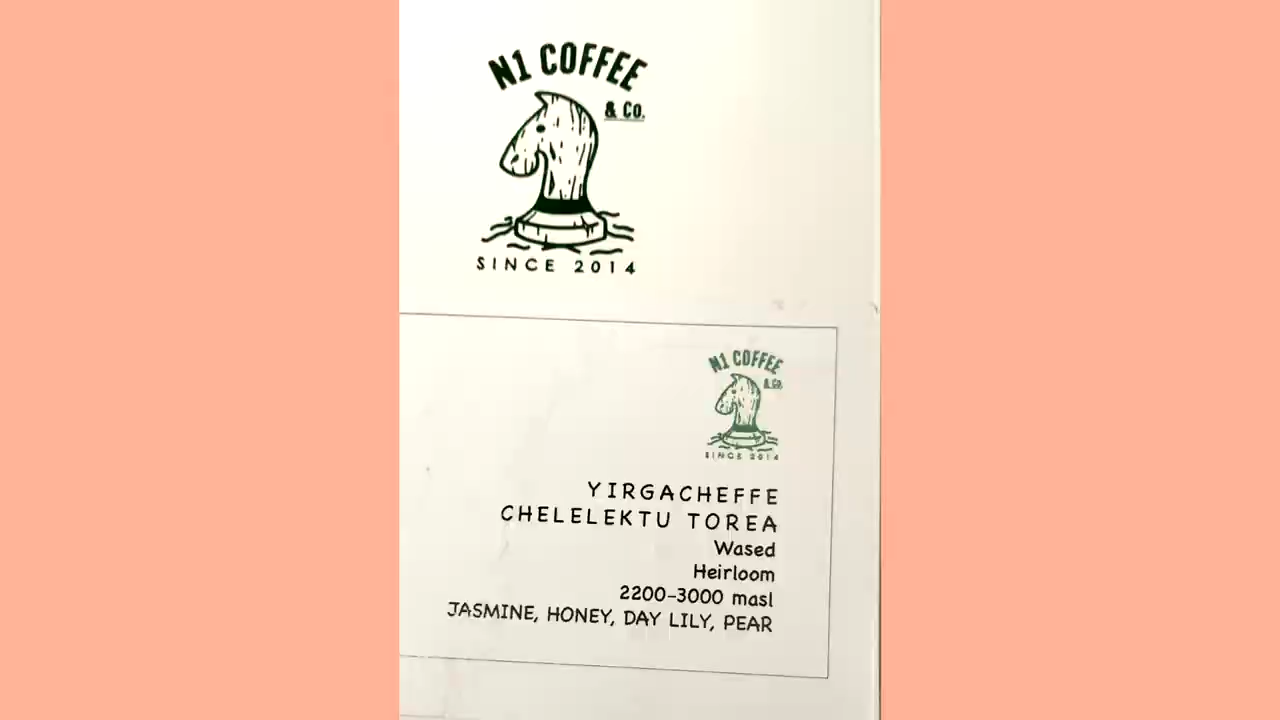 N1 COFFEE
& Co.
SINCE 2014
N1 COFFEE
& Co.
SINCE 2014
YIRGACHEFFE
CHELELEKTU TOREA
Wased
Heirloom
2200-3000 masl
JASMINE, HONEY, DAY LILY, PEAR